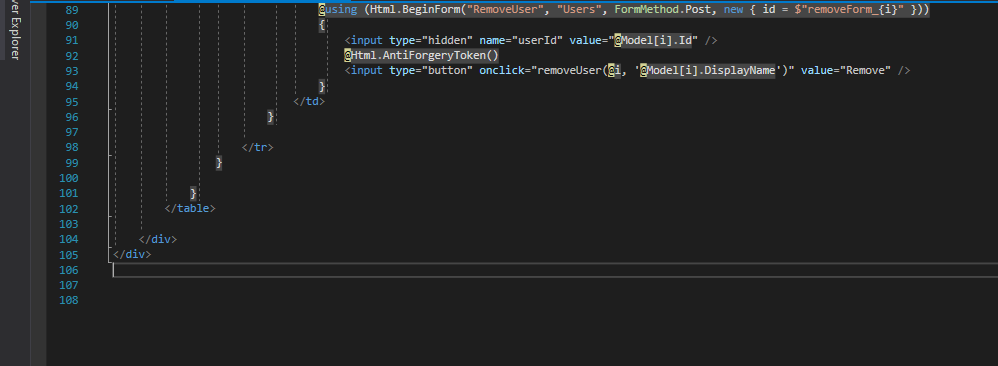 ver Explorer
89 @using (Html.BeginForm("RemoveUser", "Users", FormMethod.Post, new { id = $"removeForm_{i}" }))
90 {
91 <input type="hidden" name="userId" value="@Model[i].Id" />
92 @Html.AntiForgeryToken()
93 <input type="button" onclick="removeUser(@i, '@Model[i].DisplayName')" value="Remove" />
94 }
95 </td>
96 }
97
98 </tr>
99 }
100
101 }
102 </table>
103
104 </div>
105 </div>
106
107
108